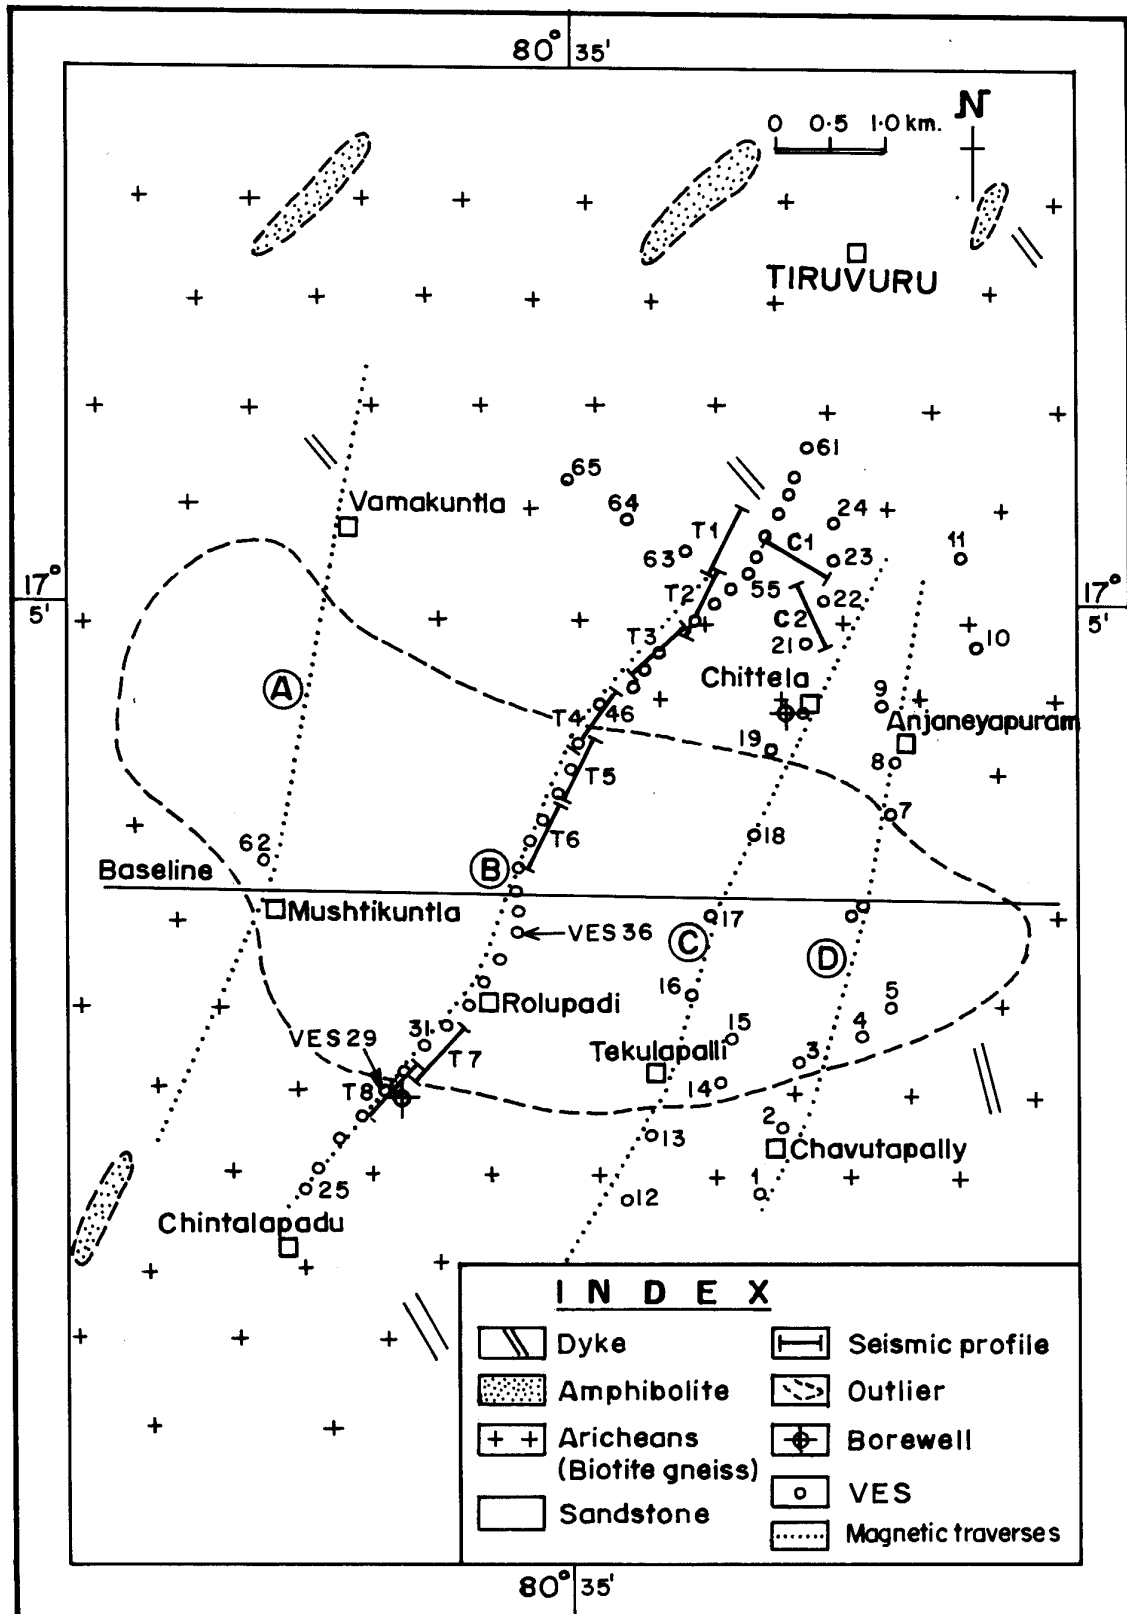 80° 35'
N
0 0·5 1·0 km.
TIRUVURU
61
65
64
24
Vamakuntla
T1
C1
11
63
23
17° 5'
55
T2
22
17° 5'
C2
T3
21
10
Chittela
A
9
46
T4
Anjaneyapuram
19
8
T5
7
T6
18
62
Baseline
B
Mushtikuntla
17
VES 36
C
D
16
5
Rolupadi
31
15
4
VES 29
T7
Tekulapalli
3
T8
14
2
13
Chavutapally
25
1
12
Chintalapadu
INDEX
Dyke
Seismic profile
Amphibolite
Outlier
Aricheans
(Biotite gneiss)
Borewell
VES
Sandstone
Magnetic traverses
80° 35'